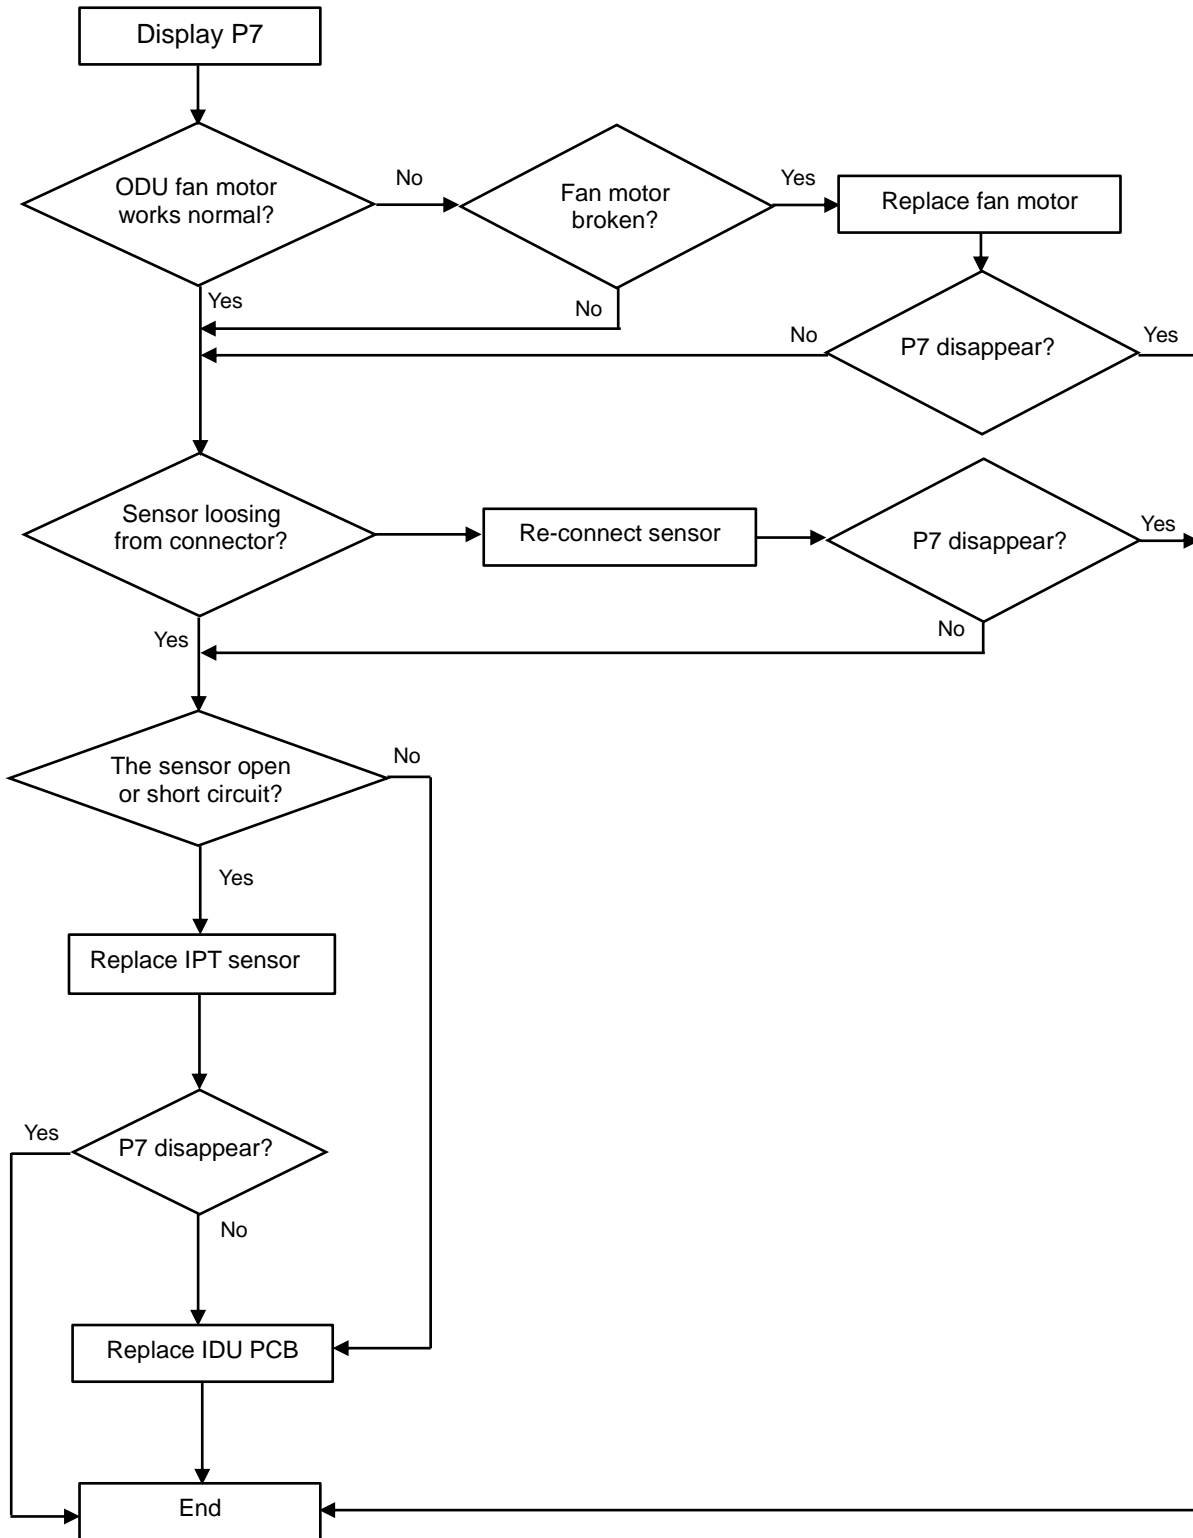 Display P7
ODU fan motor
works normal?
No
Fan motor
broken?
Yes
Replace fan motor
Yes
No
No
P7 disappear?
Yes
Sensor loosing
from connector?
Re-connect sensor
P7 disappear?
Yes
Yes
No
The sensor open
or short circuit?
No
Yes
Replace IPT sensor
Yes
P7 disappear?
No
Replace IDU PCB
End